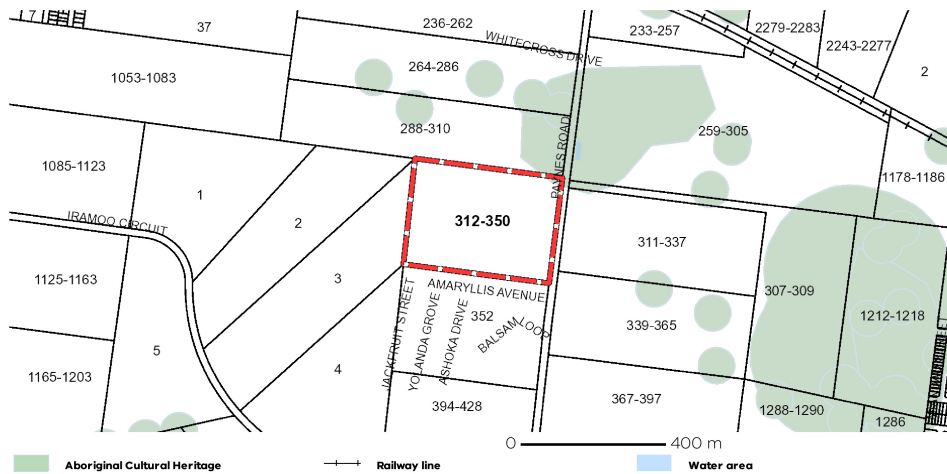 7
37
236-262
WHITECROSS DRIVE
233-257
2279-2283
2243-2277
2
1053-1083
264-286
288-310
259-305
1178-1186
1085-1123
1
PAYNES ROAD
IRAMOO CIRCUIT
2
312-350
311-337
1125-1163
3
AMARYLLIS AVENUE
307-309
JACKFRUIT STREET
YOLANDA GROVE
ASHOKA DRIVE
352
BALSAM LOOP
339-365
1212-1218
5
4
1165-1203
394-428
367-397
1288-1290
1286
0 400 m
Aboriginal Cultural Heritage
Railway line
Water area